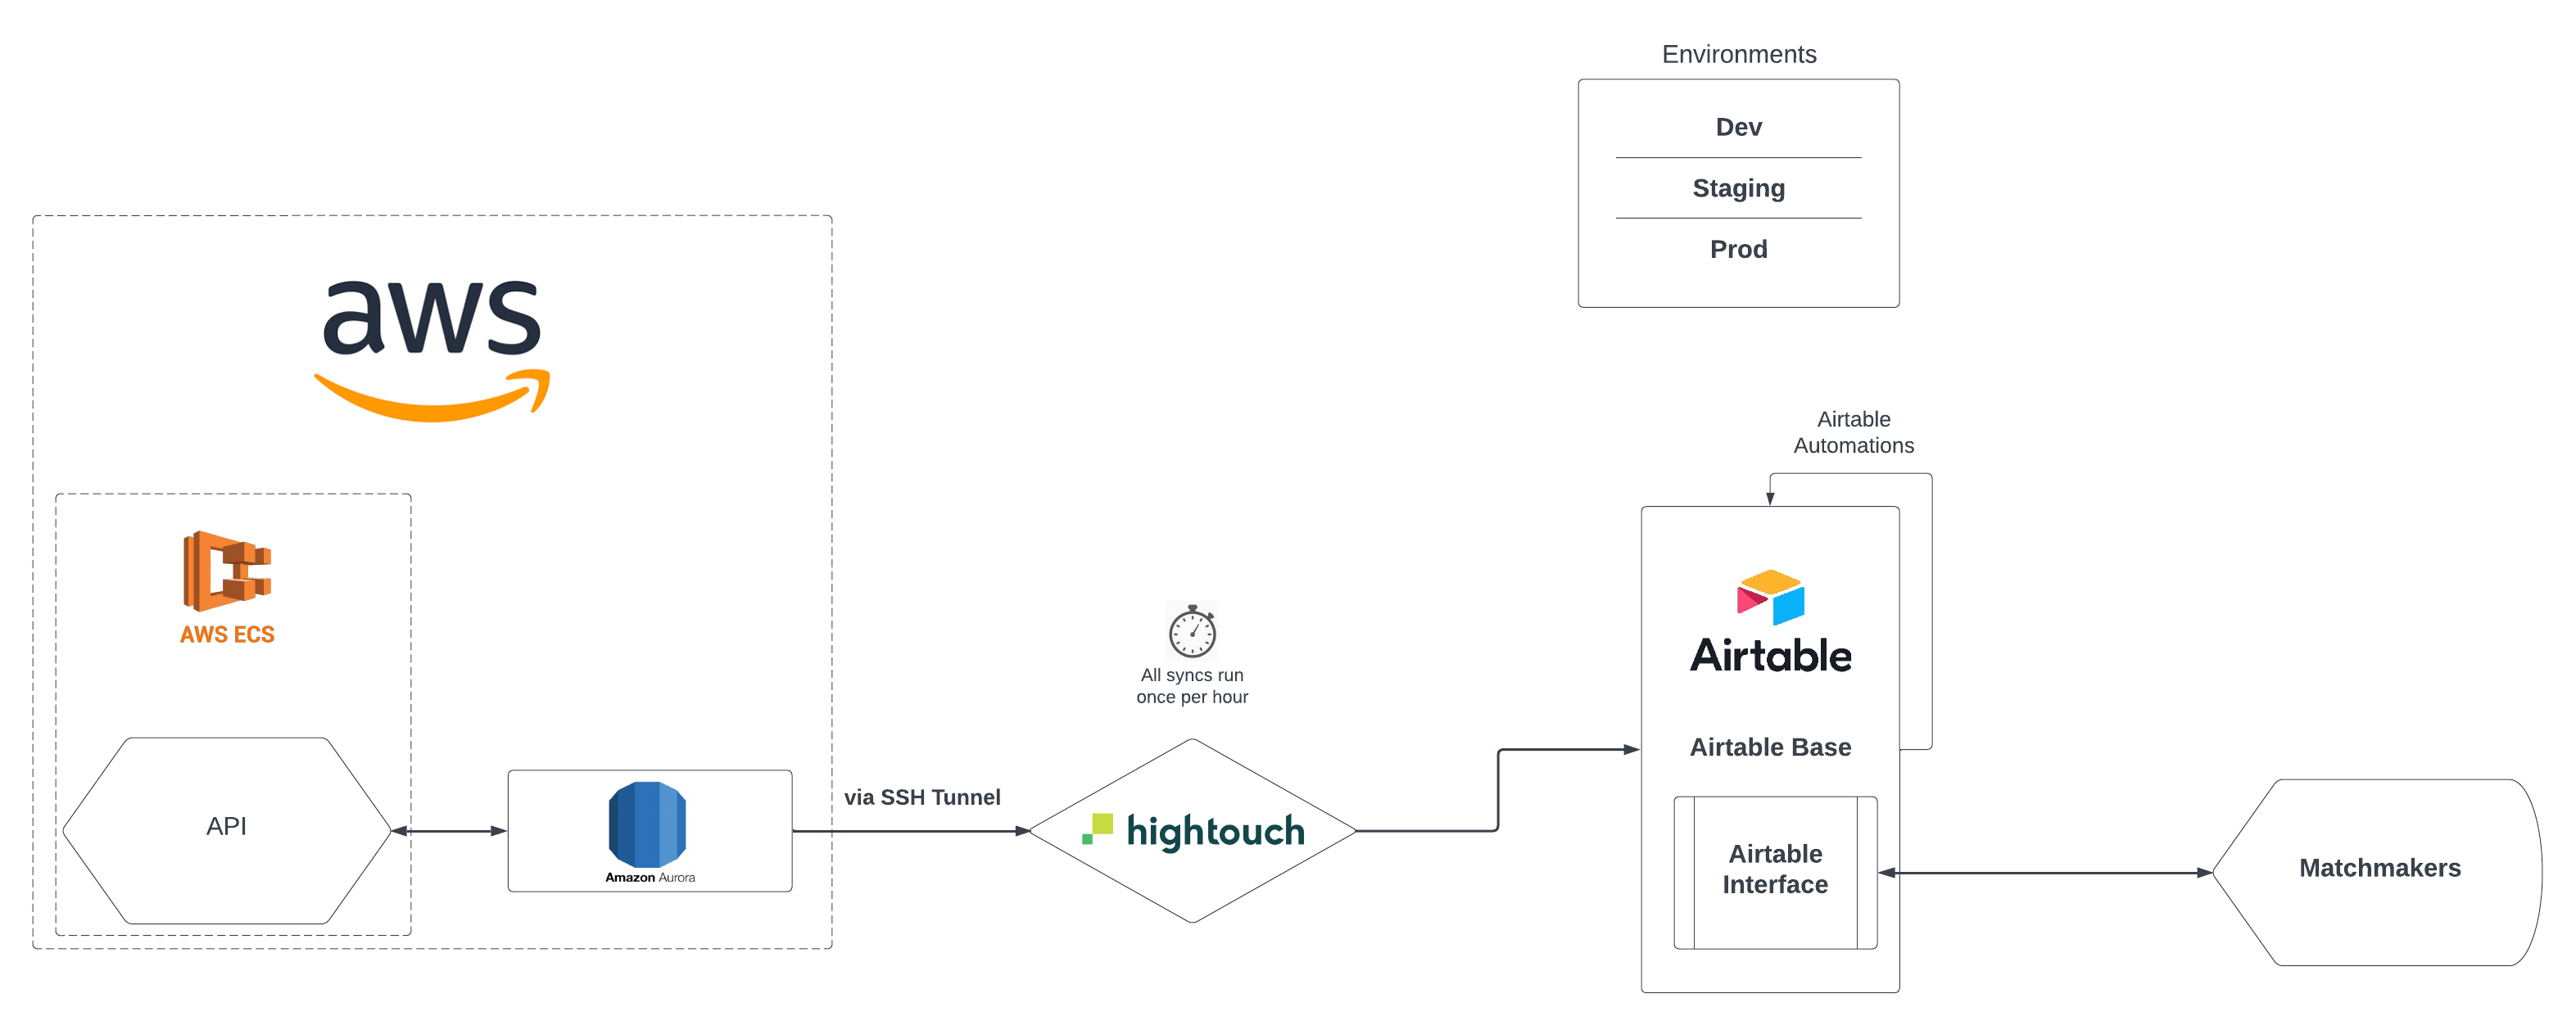 Environments
Dev
Staging
Prod
aws
Airtable
Automations
AWS ECS
All syncs run
once per hour
Airtable
Airtable Base
API
Amazon Aurora
via SSH Tunnel
hightouch
Airtable
Interface
Matchmakers